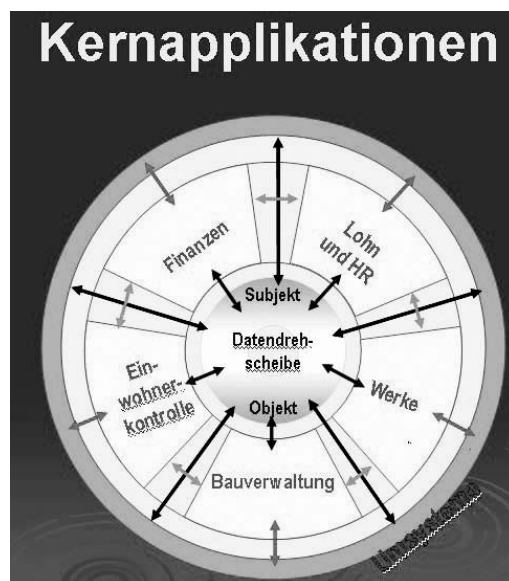 Kernapplikationen
Finanzen
Lohn
und HR
Subjekt
Datendreh-
scheibe
Objekt
Ein-
wohner-
kontrolle
Werke
Bauverwaltung